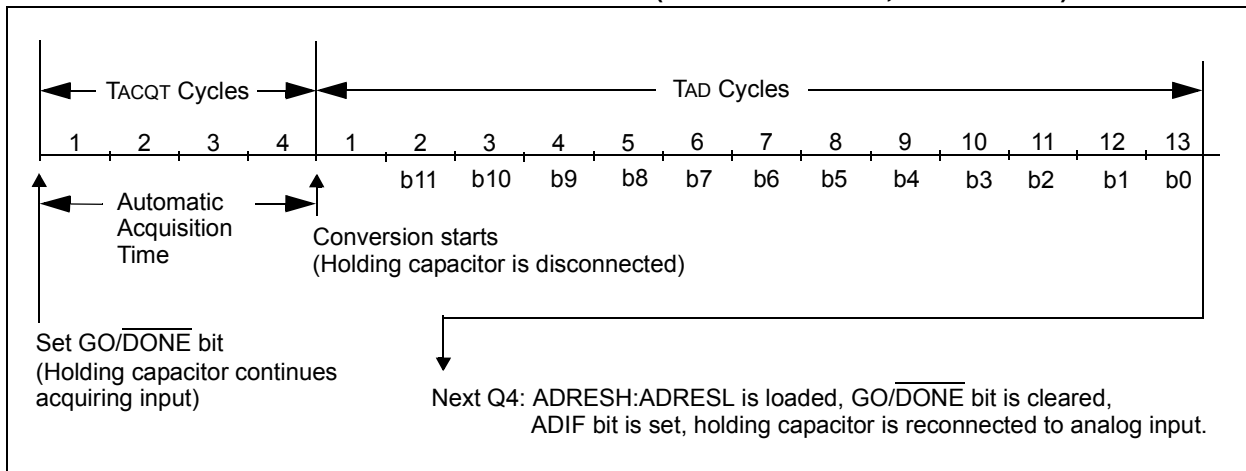 TACQT Cycles
TAD Cycles
1 2 3 4 1 2 3 4 5 6 7 8 9 10 11 12 13
b11 b10 b9 b8 b7 b6 b5 b4 b3 b2 b1 b0
Automatic
Acquisition
Time
Conversion starts
(Holding capacitor is disconnected)
Set GO/DONE bit
(Holding capacitor continues
acquiring input)
Next Q4: ADRESH:ADRESL is loaded, GO/DONE bit is cleared,
ADIF bit is set, holding capacitor is reconnected to analog input.